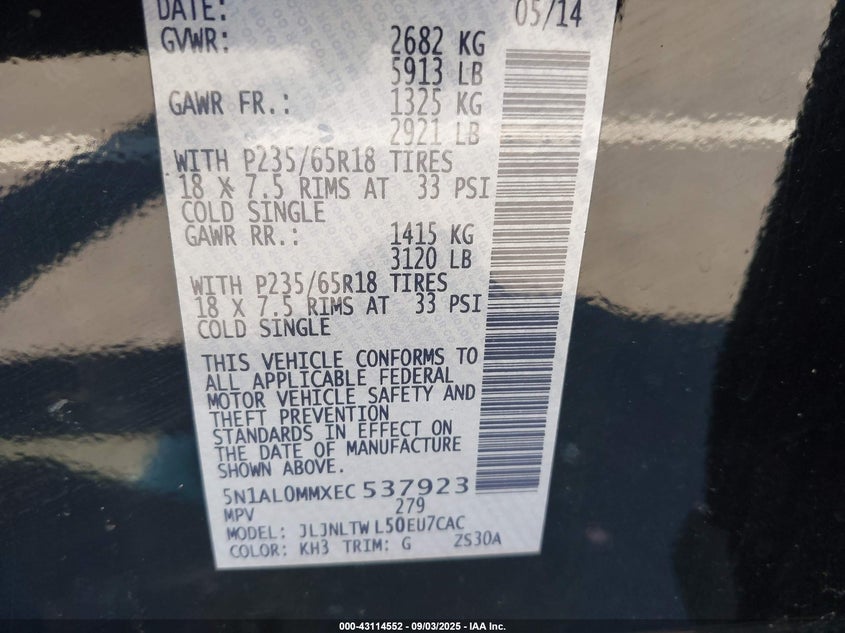 DATE: 05/14
GVWR: 2682 KG
5913 LB
GAWR FR.: 1325 KG
2921 LB
WITH P235/65R18 TIRES
18 X 7.5 RIMS AT 33 PSI
COLD SINGLE
GAWR RR.: 1415 KG
3120 LB
WITH P235/65R18 TIRES
18 X 7.5 RIMS AT 33 PSI
COLD SINGLE
THIS VEHICLE CONFORMS TO
ALL APPLICABLE FEDERAL
MOTOR VEHICLE SAFETY AND
THEFT PREVENTION
STANDARDS IN EFFECT ON
THE DATE OF MANUFACTURE
SHOWN ABOVE.
5N1AL0MMXEC 537923
MPV 279
MODEL: JLJNLTW L50EU7CAC
COLOR: KH3 TRIM: G ZS30A
000-43114552 - 09/03/2025 - IAA Inc.